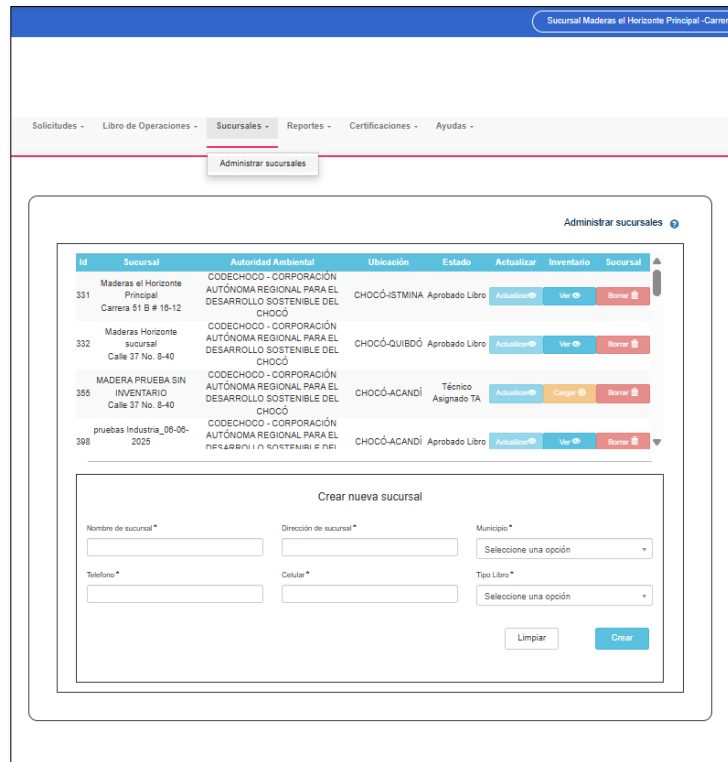 Sucursal Maderas el Horizonte Principal -Carrer
Solicitudes Libro de Operaciones Sucursales Reportes Certificaciones Ayudas
Administrar sucursales
Administrar sucursales
Id Sucursal Autoridad Ambiental Ubicación Estado Actualizar Inventario Sucursal
331 Maderas el Horizonte Principal Carrera 51 B # 16-12 CODECHOCO - CORPORACIÓN AUTÓNOMA REGIONAL PARA EL DESARROLLO SOSTENIBLE DEL CHOCÓ CHOCÓ-ISTMINA Aprobado Libro Actualizar Ver Borrar
332 Maderas Horizonte sucursal Calle 37 No. 8-40 CODECHOCO - CORPORACIÓN AUTÓNOMA REGIONAL PARA EL DESARROLLO SOSTENIBLE DEL CHOCÓ CHOCÓ-QUIBDÓ Aprobado Libro Actualizar Ver Borrar
355 MADERA PRUEBA SIN INVENTARIO Calle 37 No. 8-40 CODECHOCO - CORPORACIÓN AUTÓNOMA REGIONAL PARA EL DESARROLLO SOSTENIBLE DEL CHOCÓ CHOCÓ-ACANDÍ Técnico Asignado TA Actualizar Cargar Borrar
398 pruebas Industria_06-06-2025 CODECHOCO - CORPORACIÓN AUTÓNOMA REGIONAL PARA EL DESARROLLO SOSTENIBLE DEL CHOCÓ-ACANDÍ Aprobado Libro Actualizar Ver Borrar
Crear nueva sucursal
Nombre de sucursal * Dirección de sucursal * Municipio *
Seleccione una opción
Telefono * Celular * Tipo Libro *
Seleccione una opción
Limpiar Crear